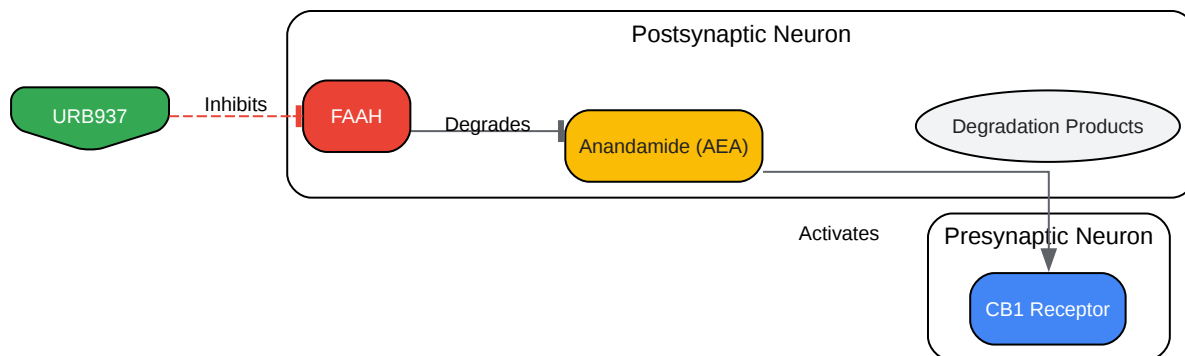 Postsynaptic Neuron
URB937
Inhibits
FAAH
Degrades
Anandamide (AEA)
Degradation Products
Activates
Presynaptic Neuron
CB1 Receptor